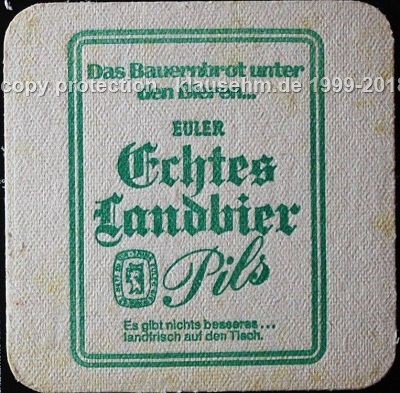 Das Bauernbrot unter
den Bieren...
copy protection klausehm.de 1999-2018
EULER
Echtes
Landbier
Pils
Es gibt nichts besseres...
landfrisch auf den Tisch.